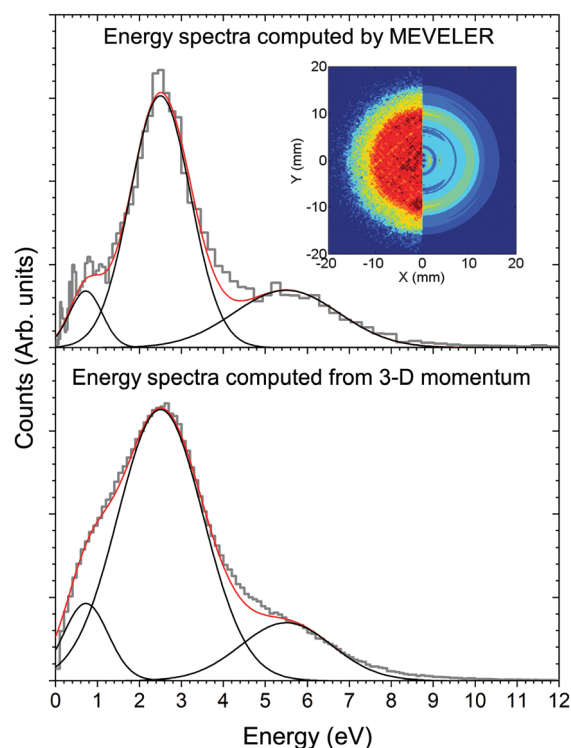 Energy spectra computed by MEVELER
20
10
0
-10
-20
Y (mm)
-20 -10 0 10 20
X (mm)
Counts (Arb. units)
Energy spectra computed from 3-D momentum
0 1 2 3 4 5 6 7 8 9 10 11 12
Energy (eV)